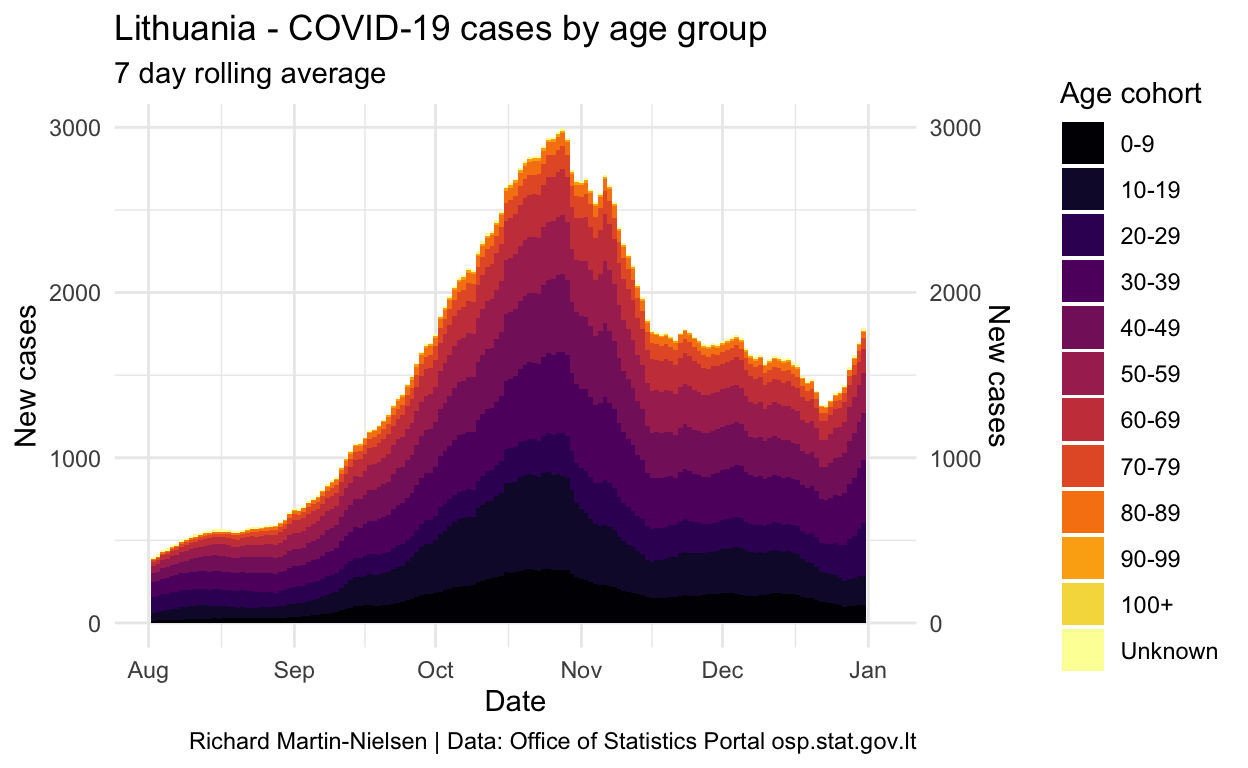 Lithuania - COVID-19 cases by age group
7 day rolling average
New cases
3000
2000
1000
0
3000
2000
1000
0
New cases
Aug Sep Oct Nov Dec Jan
Date
Richard Martin-Nielsen | Data: Office of Statistics Portal osp.stat.gov.lt
Age cohort
0-9
10-19
20-29
30-39
40-49
50-59
60-69
70-79
80-89
90-99
100+
Unknown